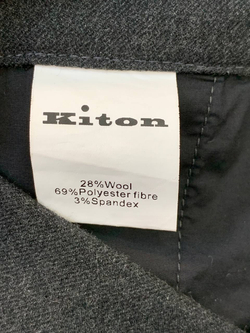 Kiton
28%Wool
69%Polyester fibre
3%Spandex